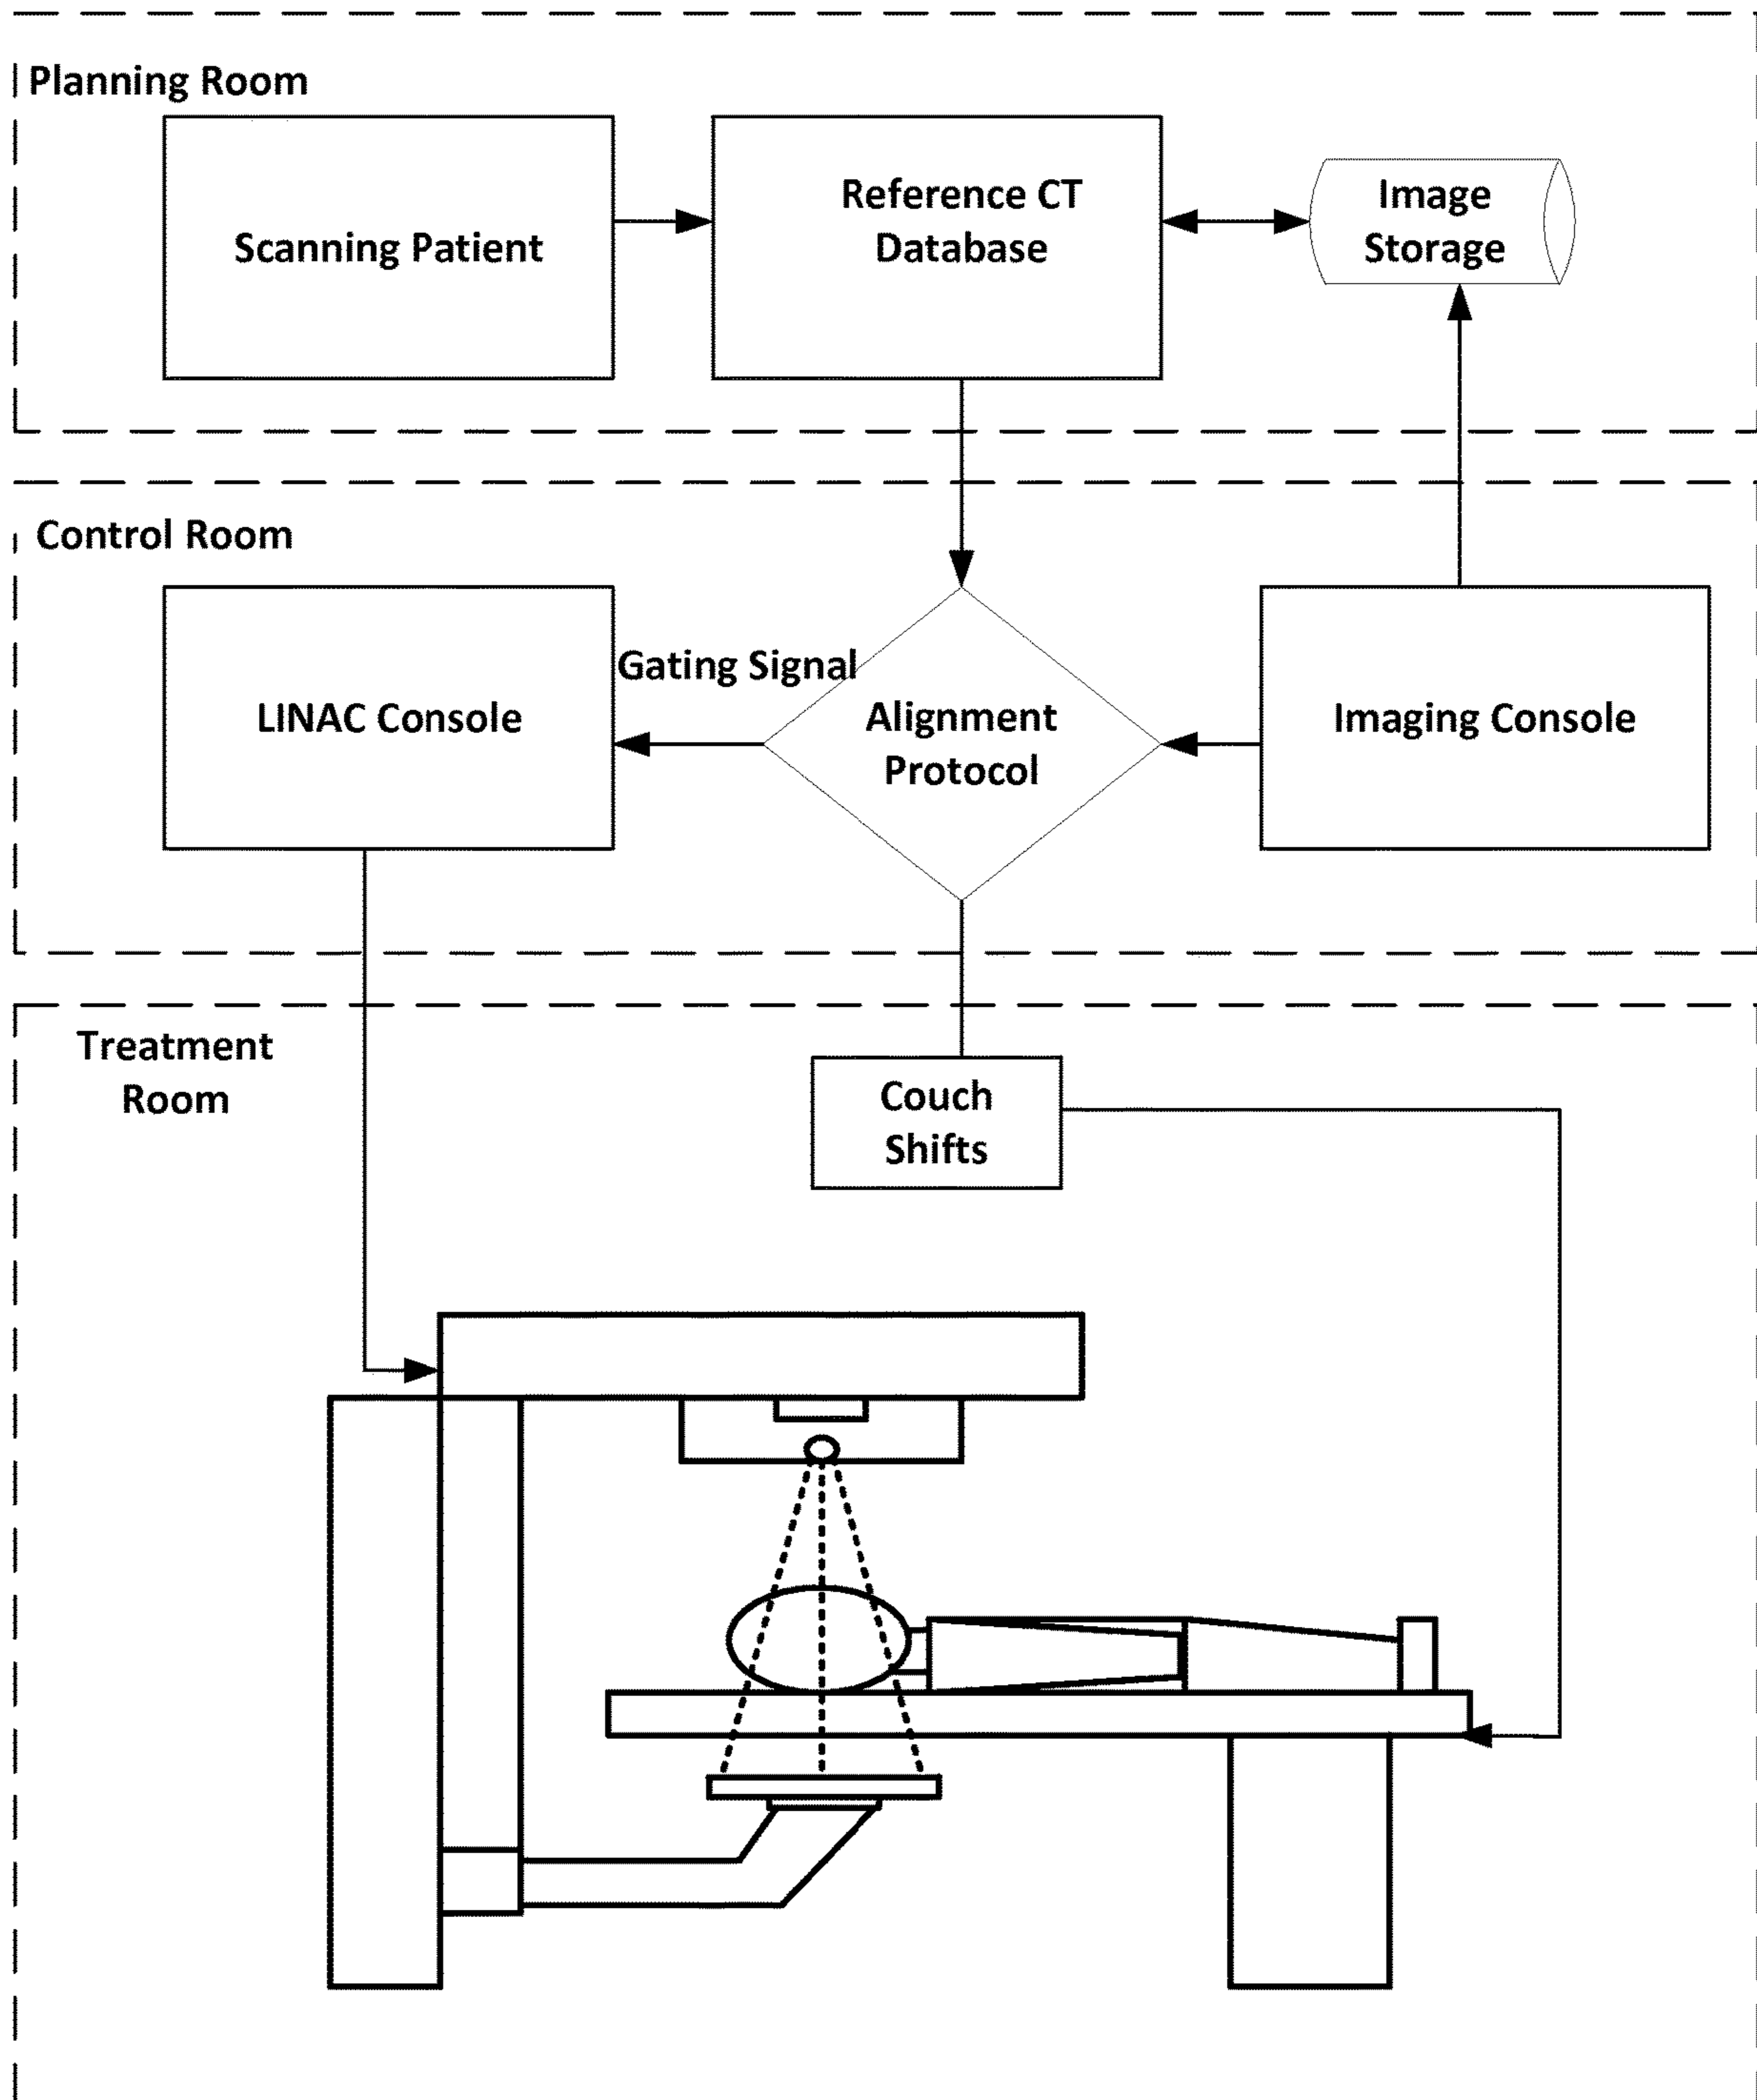 Planning Room
Scanning Patient
Reference CT
Database
Image
Storage
Control Room
LINAC Console
Gating Signal
Alignment
Protocol
Imaging Console
Treatment
Room
Couch
Shifts